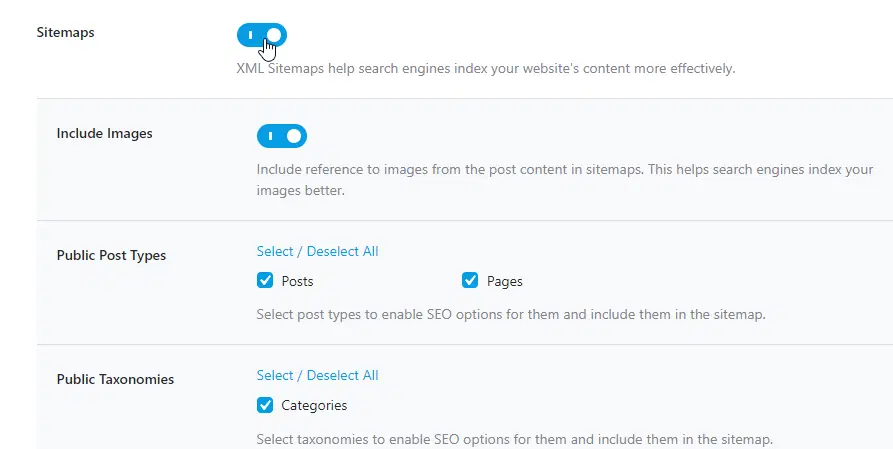 Sitemaps
XML Sitemaps help search engines index your website's content more effectively.
Include Images
Include reference to images from the post content in sitemaps. This helps search engines index your
images better.
Public Post Types
Select / Deselect All
Posts
Pages
Select post types to enable SEO options for them and include them in the sitemap.
Public Taxonomies
Select / Deselect All
Categories
Select taxonomies to enable SEO options for them and include them in the sitemap.